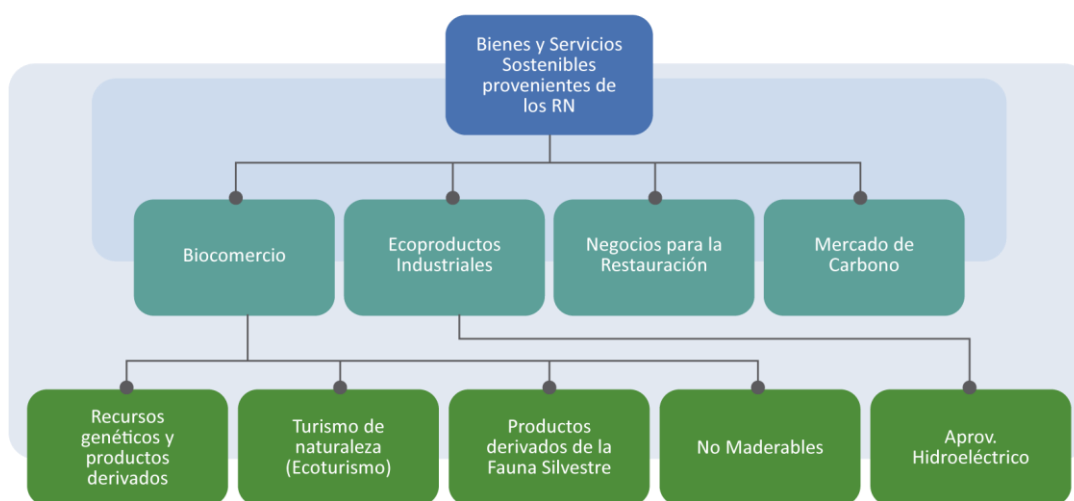 Bienes y Servicios
Sostenibles
provenientes de
los RN
Biocomercio
Ecoproductos
Industriales
Negocios para la
Restauración
Mercado de
Carbono
Recursos
genéticos y
productos
derivados
Turismo de
naturaleza
(Ecoturismo)
Productos
derivados de la
Fauna Silvestre
No Maderables
Aprov.
Hidroeléctrico